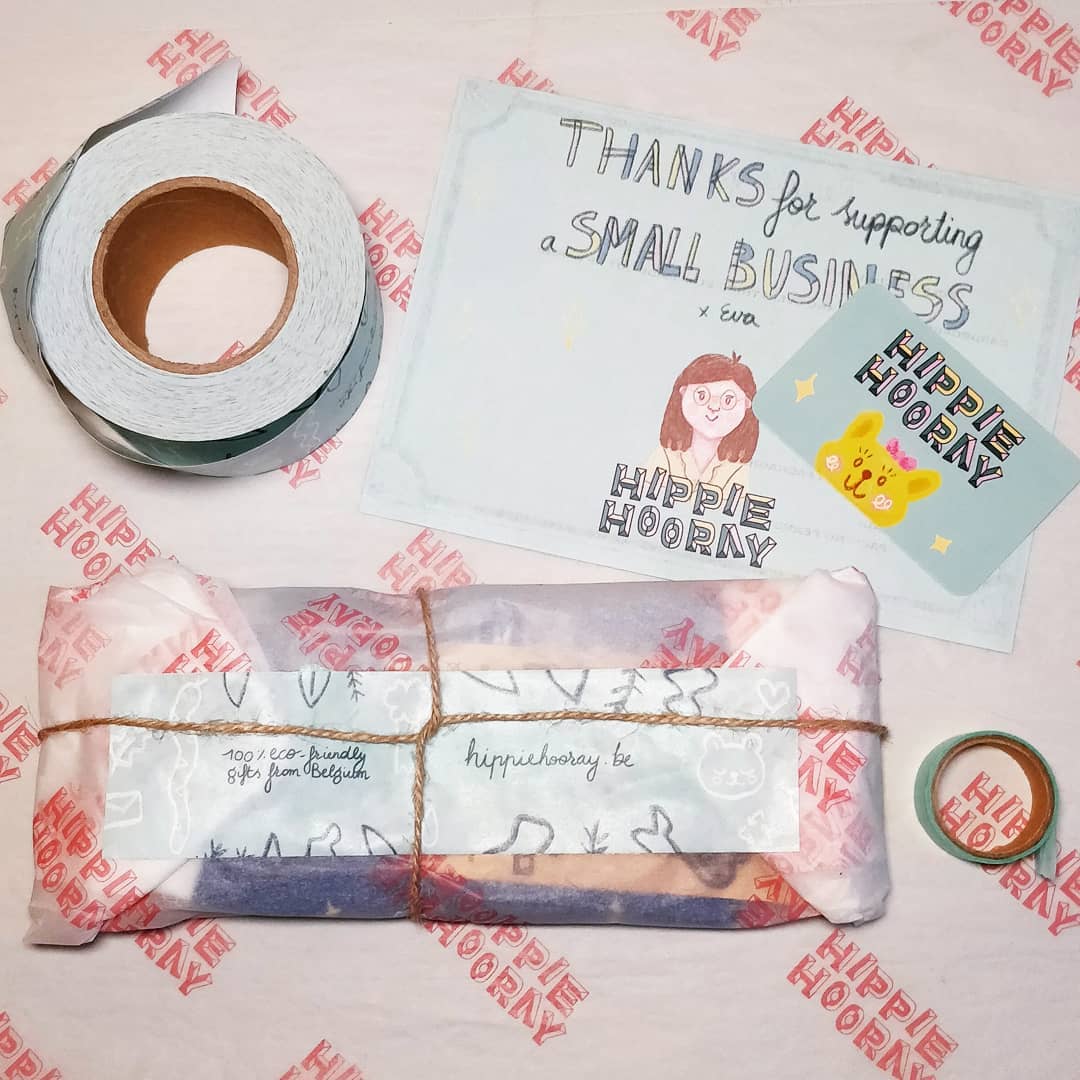 THANKS for supporting
a SMALL BUSINESS
x Eva
HIPPIE
HOORAY
HIPPIE
HOORAY
100% eco-friendly
gifts from Belgium
hippiehooray.be
HIPPIE
HOORAY